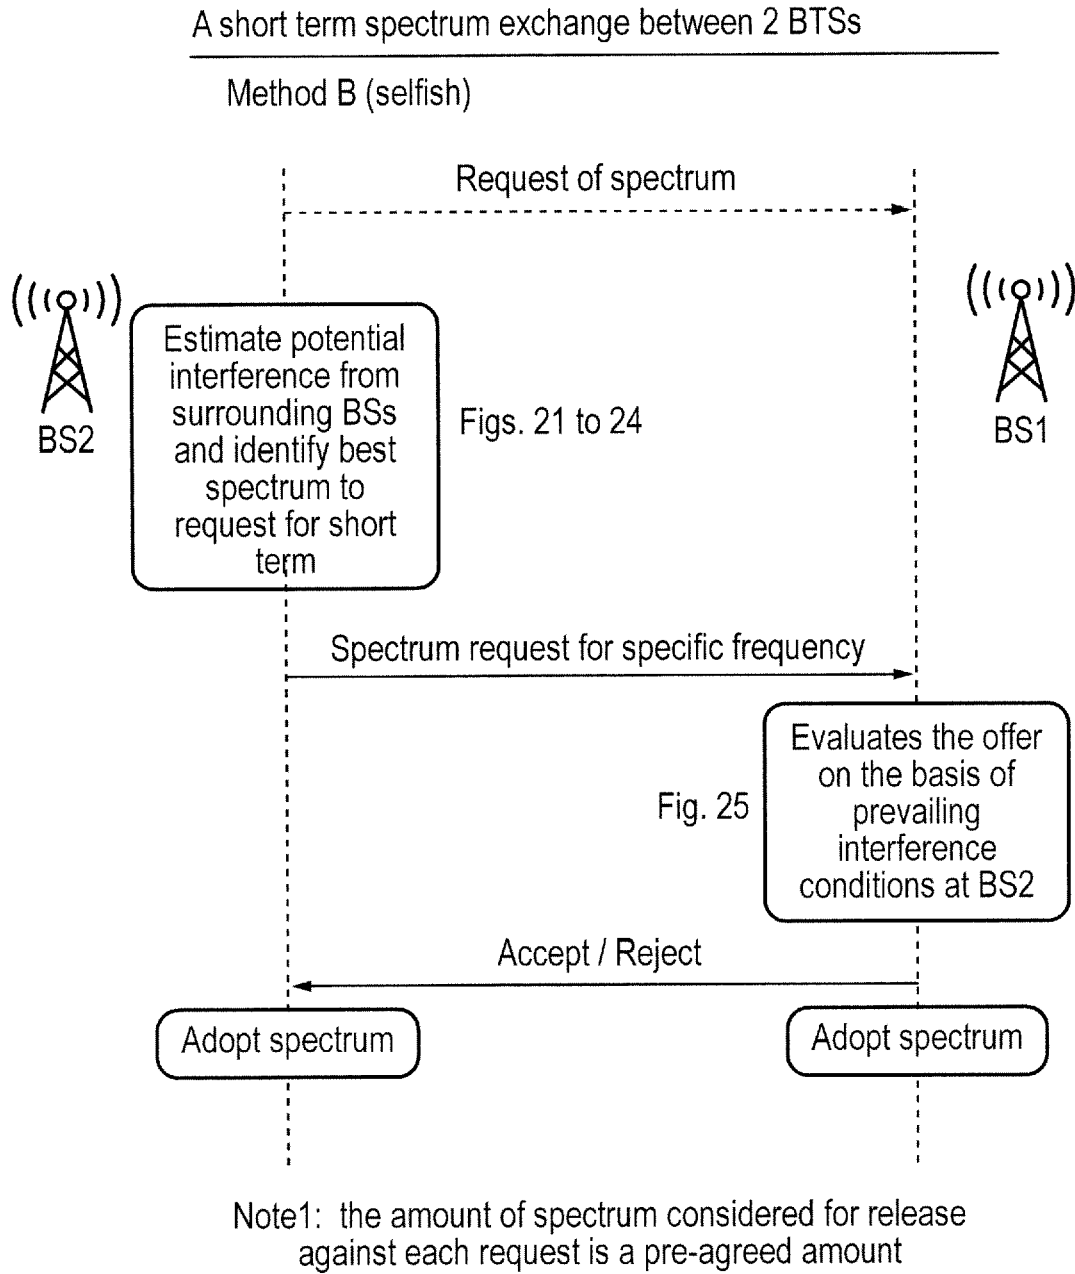 A short term spectrum exchange between 2 BTSs
Method B (selfish)
Request of spectrum
BS2
Estimate potential
interference from
surrounding BSs
and identify best
spectrum to
request for short
term
Figs. 21 to 24
BS1
Spectrum request for specific frequency
Evaluates the offer
on the basis of
prevailing
interference
conditions at BS2
Fig. 25
Accept / Reject
Adopt spectrum
Adopt spectrum
Note1: the amount of spectrum considered for release
against each request is a pre-agreed amount